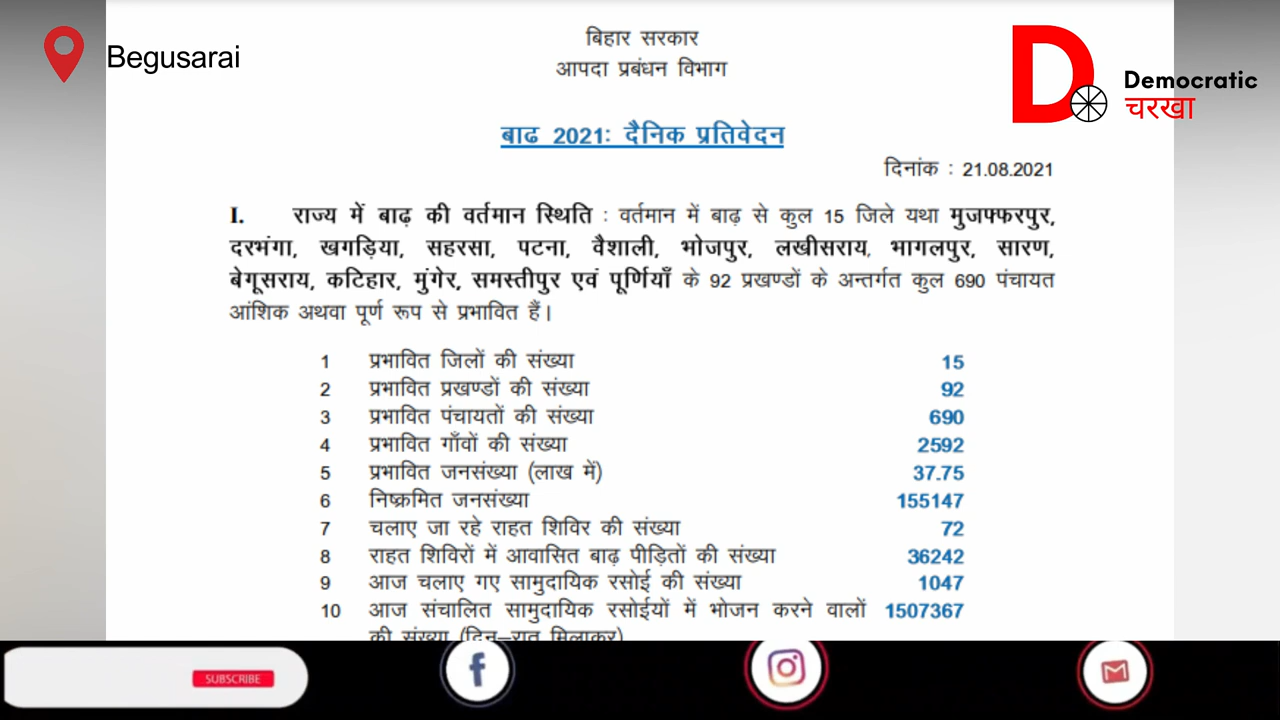 Begusarai
Democratic
चरखा
बिहार सरकार
आपदा प्रबंधन विभाग
बाढ 2021: दैनिक प्रतिवेदन
दिनांक : 21.08.2021
I. राज्य में बाढ़ की वर्तमान स्थिति : वर्तमान में बाढ़ से कुल 15 जिले यथा मुजफ्फरपुर,
दरभंगा, खगड़िया, सहरसा, पटना, वैशाली, भोजपुर, लखीसराय, भागलपुर, सारण,
बेगूसराय, कटिहार, मुंगेर, समस्तीपुर एवं पूर्णियाँ के 92 प्रखण्डों के अन्तर्गत कुल 690 पंचायत
आंशिक अथवा पूर्ण रूप से प्रभावित हैं।
1 प्रभावित जिलों की संख्या 15
2 प्रभावित प्रखण्डों की संख्या 92
3 प्रभावित पंचायतों की संख्या 690
4 प्रभावित गाँवों की संख्या 2592
5 प्रभावित जनसंख्या (लाख में) 37.75
6 निष्क्रमित जनसंख्या 155147
7 चलाए जा रहे राहत शिविर की संख्या 72
8 राहत शिविरों में आवासित बाढ़ पीड़ितों की संख्या 36242
9 आज चलाए गए सामुदायिक रसोई की संख्या 1047
10 आज संचालित सामुदायिक रसोईयों में भोजन करने वालों 1507367
की संख्या (दिन–रात मिलाकर)
SUBSCRIBE